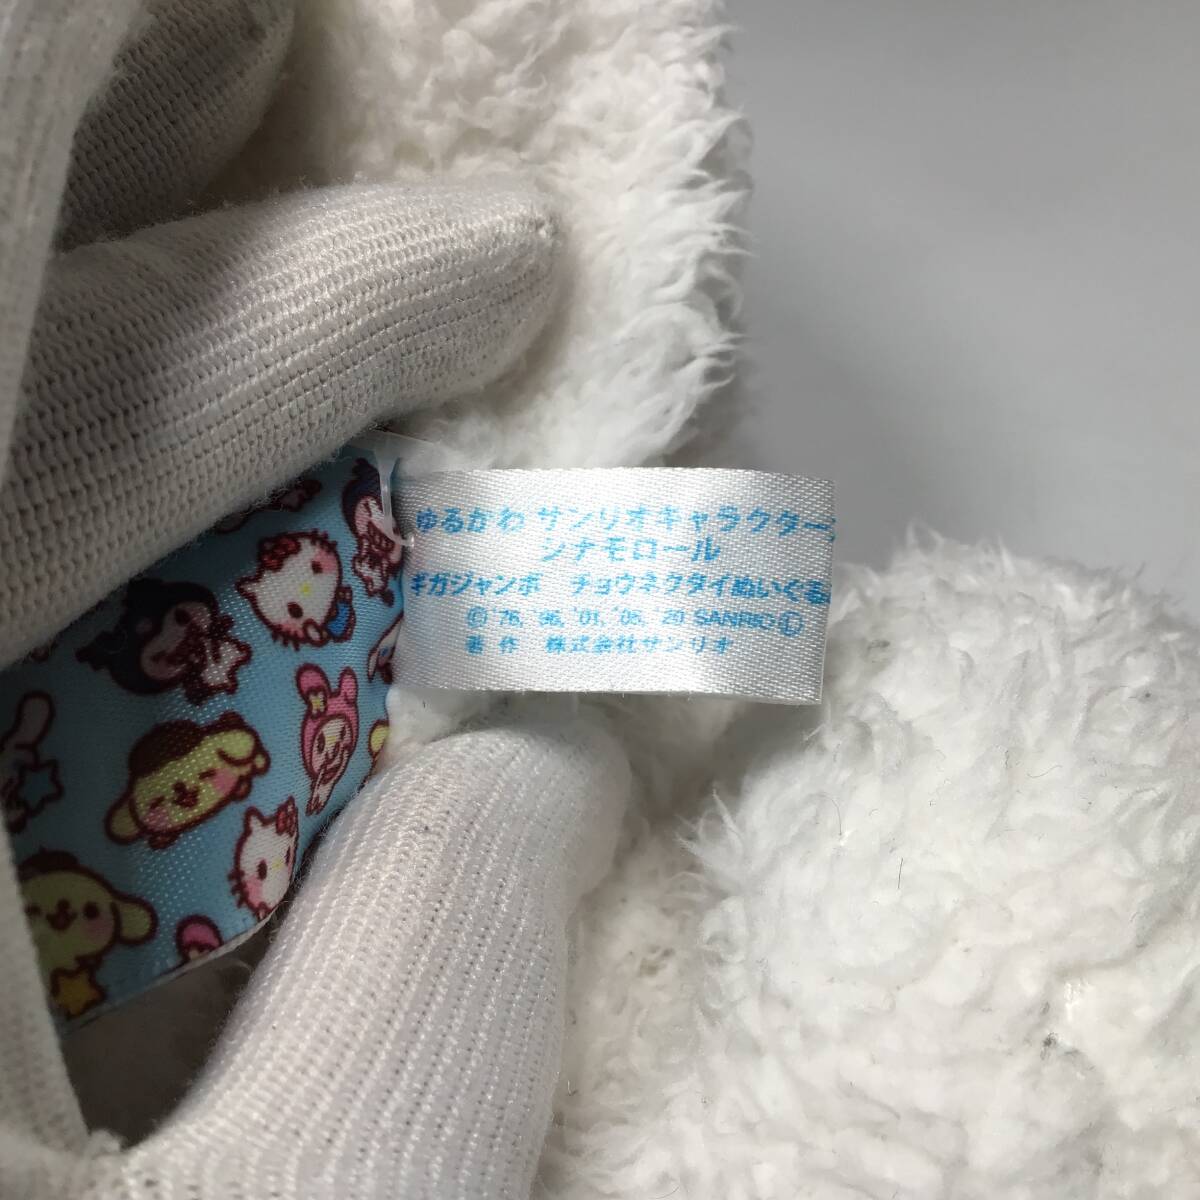 ゆるかわ サンリオキャラクターズ
シナモロール
ギガジャンボ チョウネクタイぬいぐるみ
© '76, '96, '01, '05, '20 SANRIO Ⓛ
著作 株式会社サンリオ